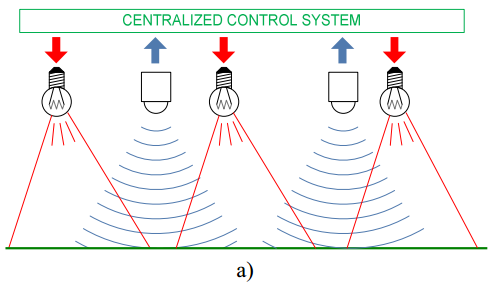 CENTRALIZED CONTROL SYSTEM
a)